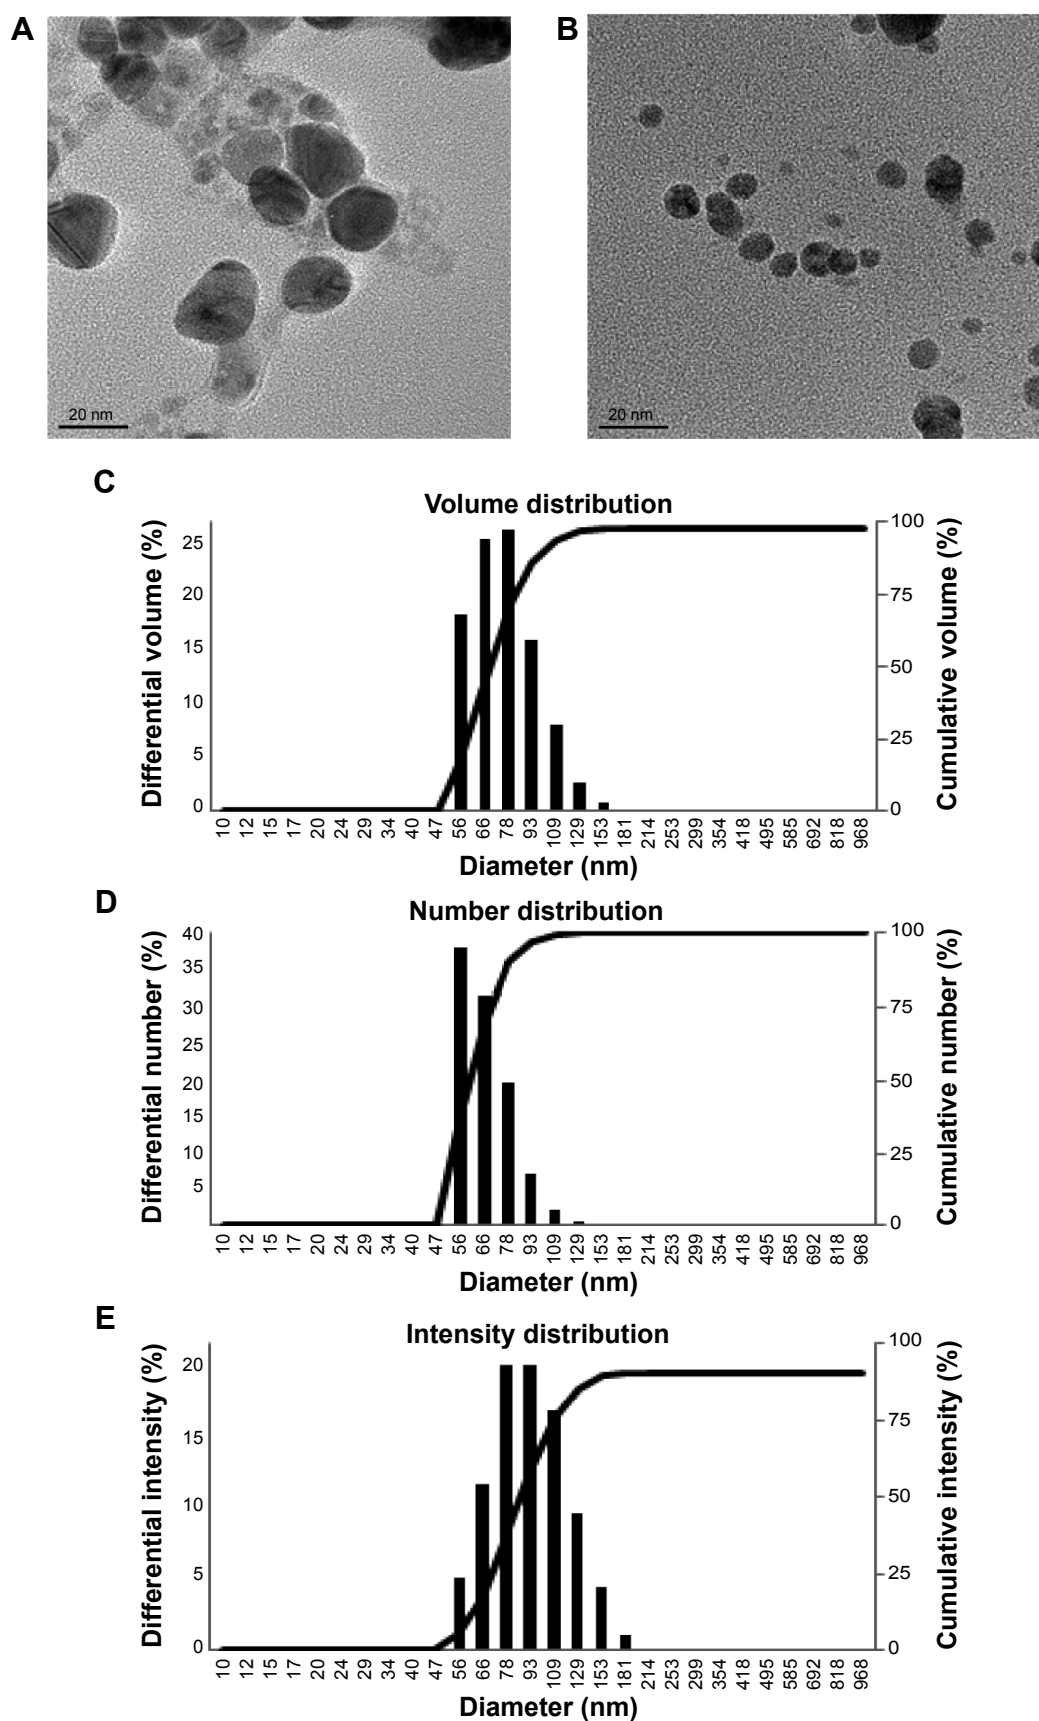 A
B
20 nm
20 nm
C
Volume distribution
Differential volume (%)
25
20
15
10
5
0
100
75
50
25
0
Cumulative volume (%)
10 12 15 17 20 24 29 34 40 47 56 66 78 93 109 129 153 181 214 253 299 354 418 495 585 692 818 968
Diameter (nm)
D
Number distribution
Differential number (%)
40
35
30
25
20
15
10
5
100
75
50
25
0
Cumulative number (%)
10 12 15 17 20 24 29 34 40 47 56 66 78 93 109 129 153 181 214 253 299 354 418 495 585 692 818 968
Diameter (nm)
E
Intensity distribution
Differential intensity (%)
20
15
10
5
0
100
75
50
25
0
Cumulative intensity (%)
10 12 15 17 20 24 29 34 40 47 56 66 78 93 109 129 153 181 214 253 299 354 418 495 585 692 818 968
Diameter (nm)